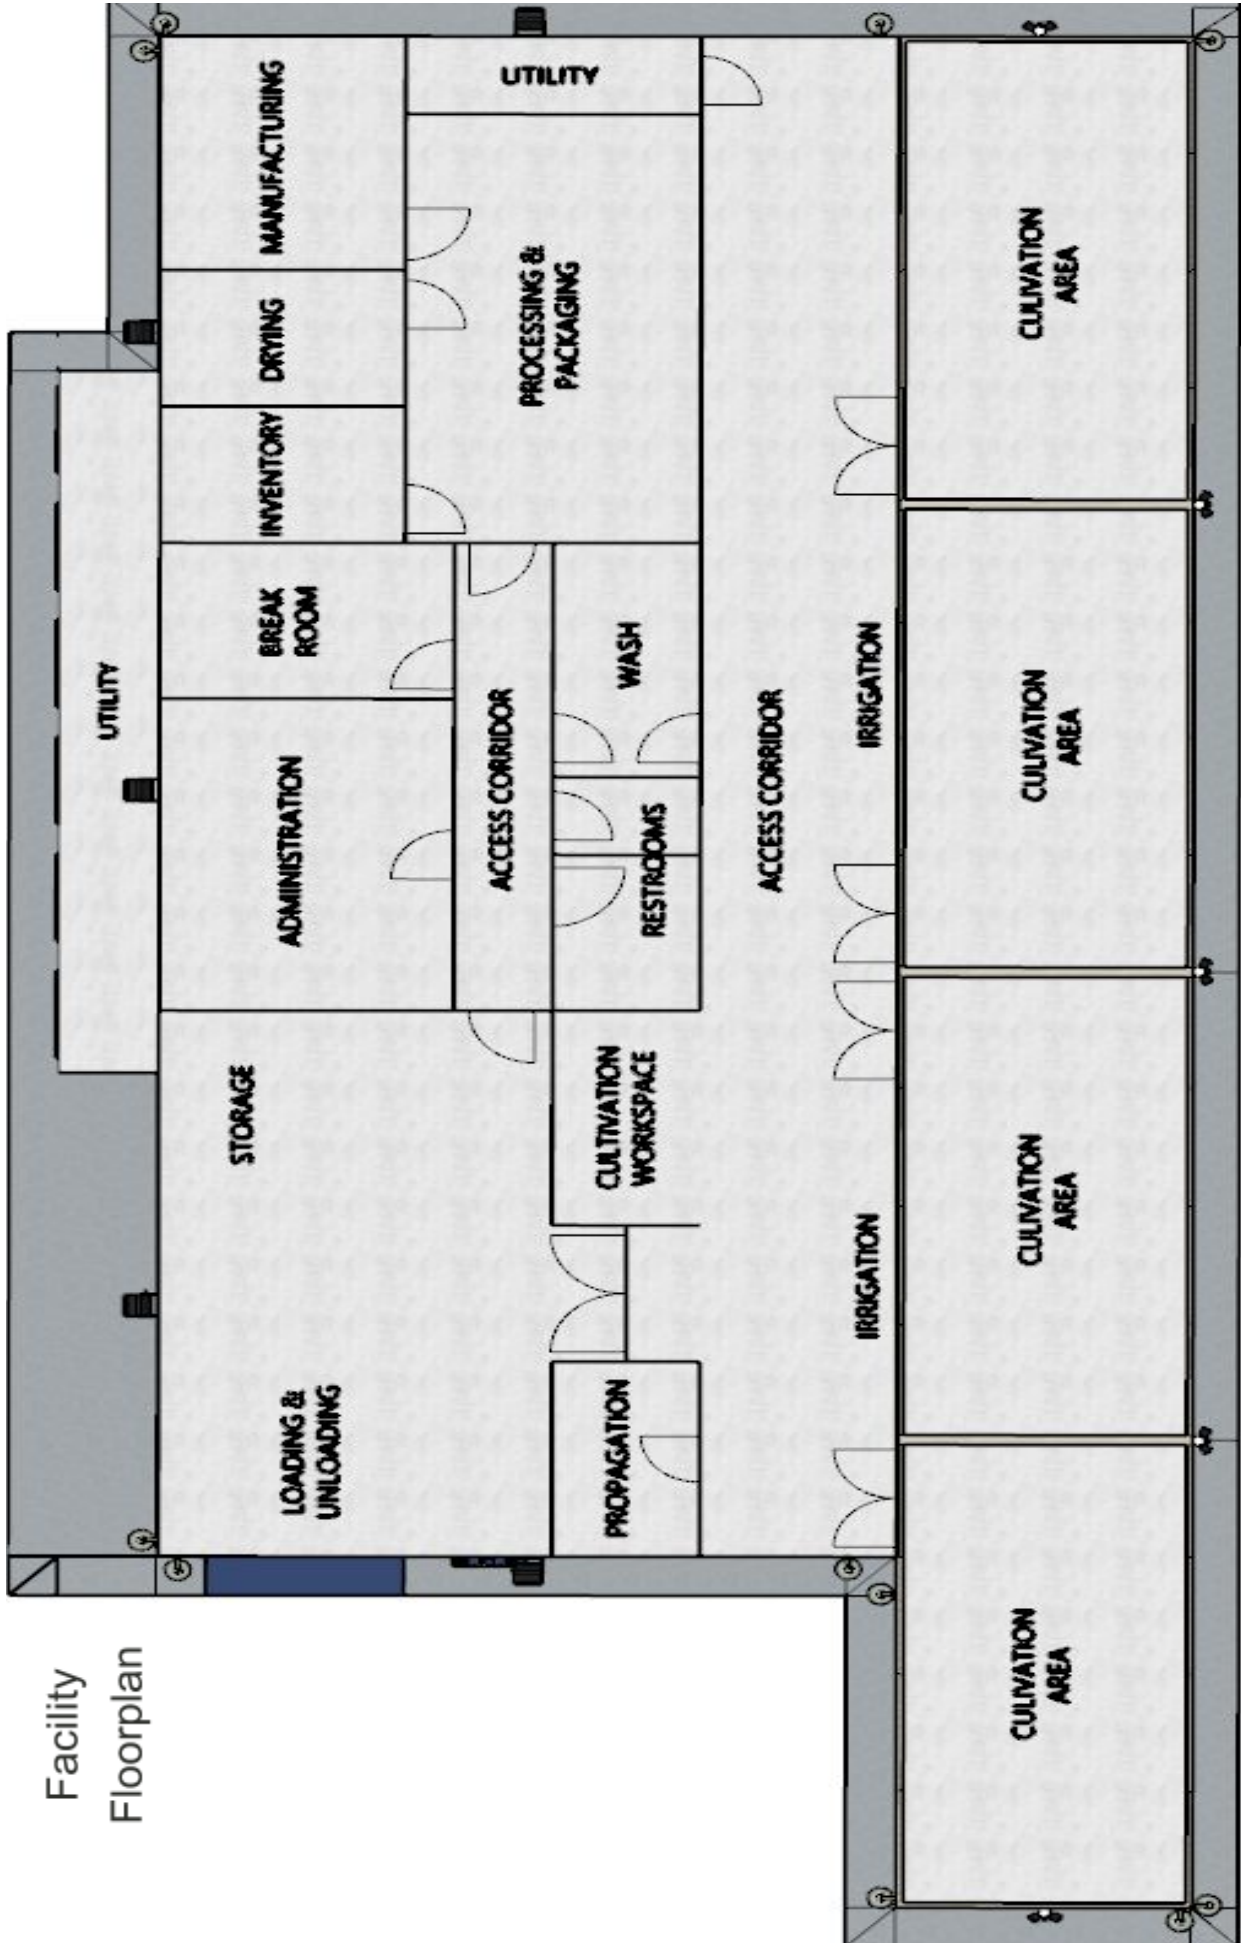 Facility
Floorplan
UTILITY
STORAGE
LOADING &
UNLOADING
ADMINISTRATION
BREAK
ROOM
INVENTORY
DRYING
MANUFACTURING
ACCESS CORRIDOR
PROCESSING &
PACKAGING
UTILITY
PROPAGATION
CULTIVATION
WORKSPACE
RESTROOMS
WASH
ACCESS CORRIDOR
IRRIGATION
IRRIGATION
CULIVATION
AREA
CULIVATION
AREA
CULIVATION
AREA
CULIVATION
AREA